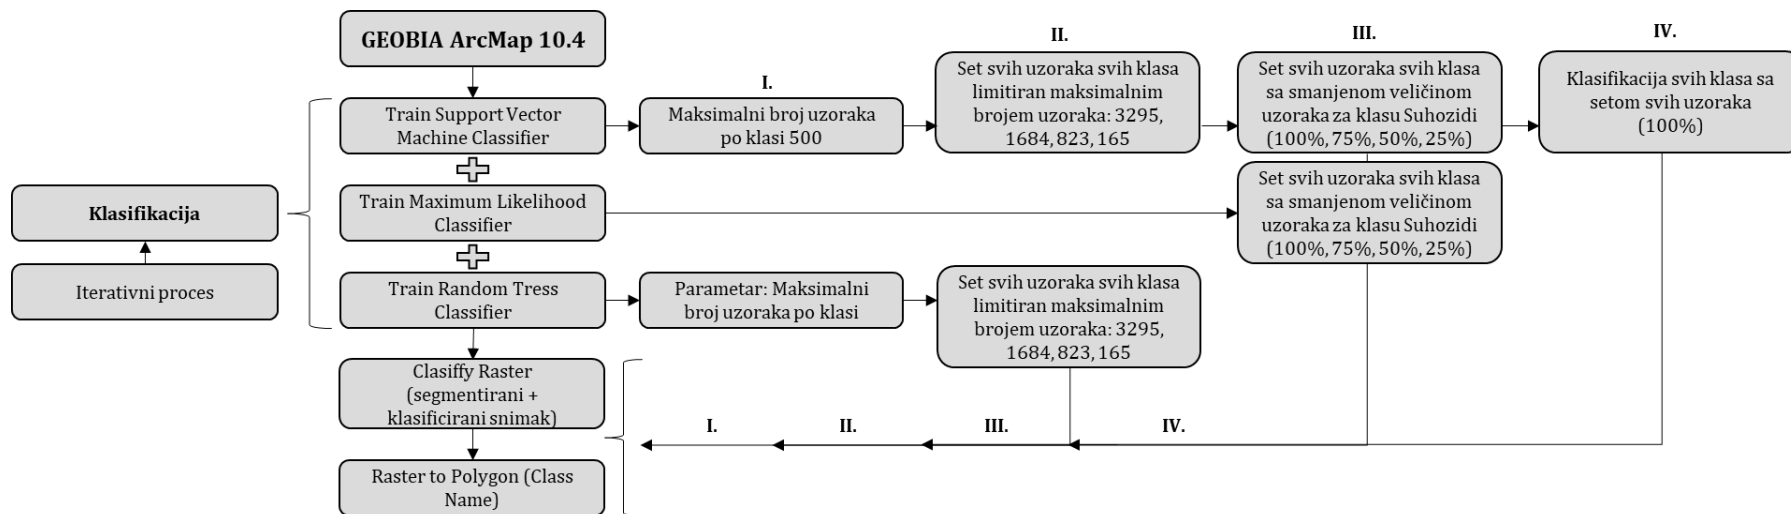 GEOBIA ArcMap 10.4
I.
II.
III.
IV.
Train Support Vector
Machine Classifier
Maksimalni broj uzoraka
po klasi 500
Set svih uzoraka svih klasa
limitiran maksimalnim
brojem uzoraka: 3295,
1684, 823, 165
Set svih uzoraka svih klasa
sa smanjenom veličinom
uzoraka za klasu Suhozidi
(100%, 75%, 50%, 25%)
Klasifikacija svih klasa sa
setom svih uzoraka
(100%)
Klasifikacija
Iterativni proces
Train Maximum Likelihood
Classifier
Set svih uzoraka svih klasa
sa smanjenom veličinom
uzoraka za klasu Suhozidi
(100%, 75%, 50%, 25%)
Train Random Tress
Classifier
Parametar: Maksimalni
broj uzoraka po klasi
Set svih uzoraka svih klasa
limitiran maksimalnim
brojem uzoraka: 3295,
1684, 823, 165
Clasiffy Raster
(segmentirani +
klasificirani snimak)
I.
II.
III.
IV.
Raster to Polygon (Class
Name)